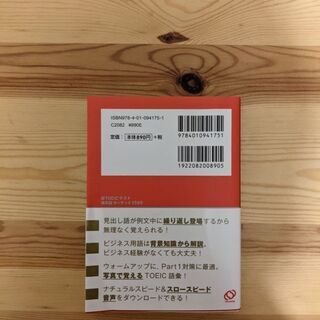 ISBN978-4-01-094175-1
C2082 ¥890E
定価 本体890円 +税
9784010941751
1922082008905
見出し語が例文中に繰り返し登場するから
無理なく覚えられる!
ビジネス用語は背景知識から解説。
ビジネス経験がなくても大丈夫!
ウォームアップに、Part1対策に最適。
写真で覚えるTOEIC語彙!
ナチュラルスピード&スロースピード
音声をダウンロードできる!